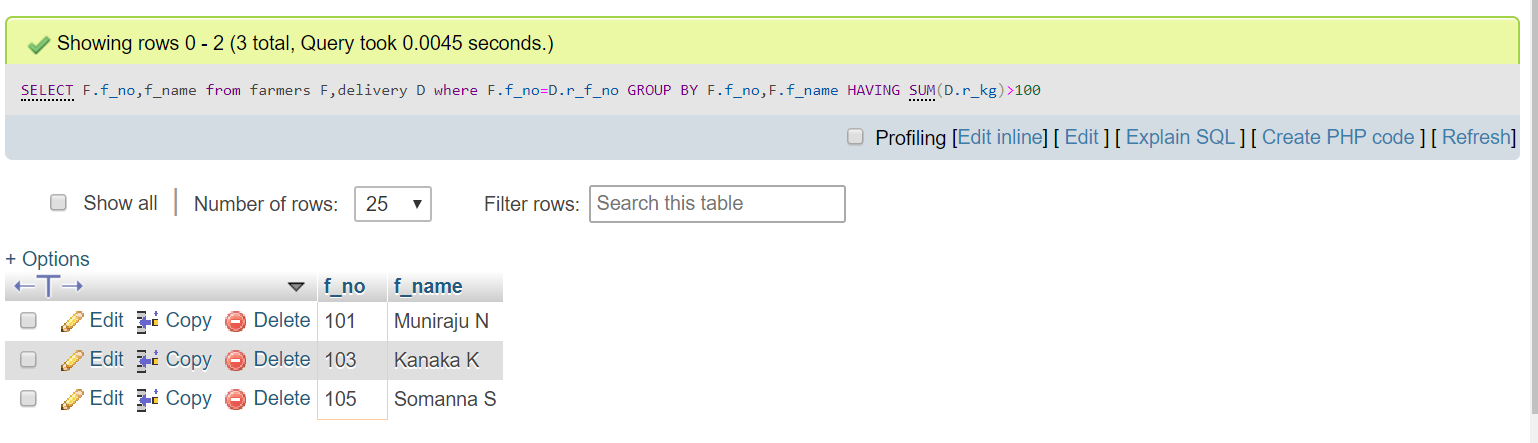 Showing rows 0 - 2 (3 total, Query took 0.0045 seconds.)
SELECT F.f_no,f_name from farmers F,delivery D where F.f_no=D.r_f_no GROUP BY F.f_no,F.f_name HAVING SUM(D.r_kg)>100
Profiling [Edit inline] [ Edit ] [ Explain SQL ] [ Create PHP code ] [ Refresh]
Show all | Number of rows: 25 Filter rows: Search this table
+ Options
f_no f_name
Edit Copy Delete 101 Muniraju N
Edit Copy Delete 103 Kanaka K
Edit Copy Delete 105 Somanna S